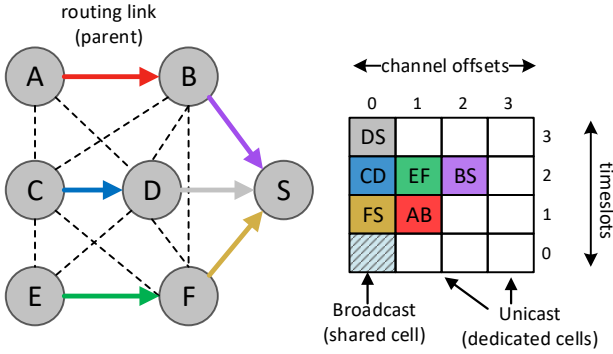 routing link
(parent)
A
B
C
D
S
E
F
channel offsets
0 1 2 3
DS 3
CD EF BS 2
FS AB 1
0
timeslots
Broadcast
(shared cell)
Unicast
(dedicated cells)